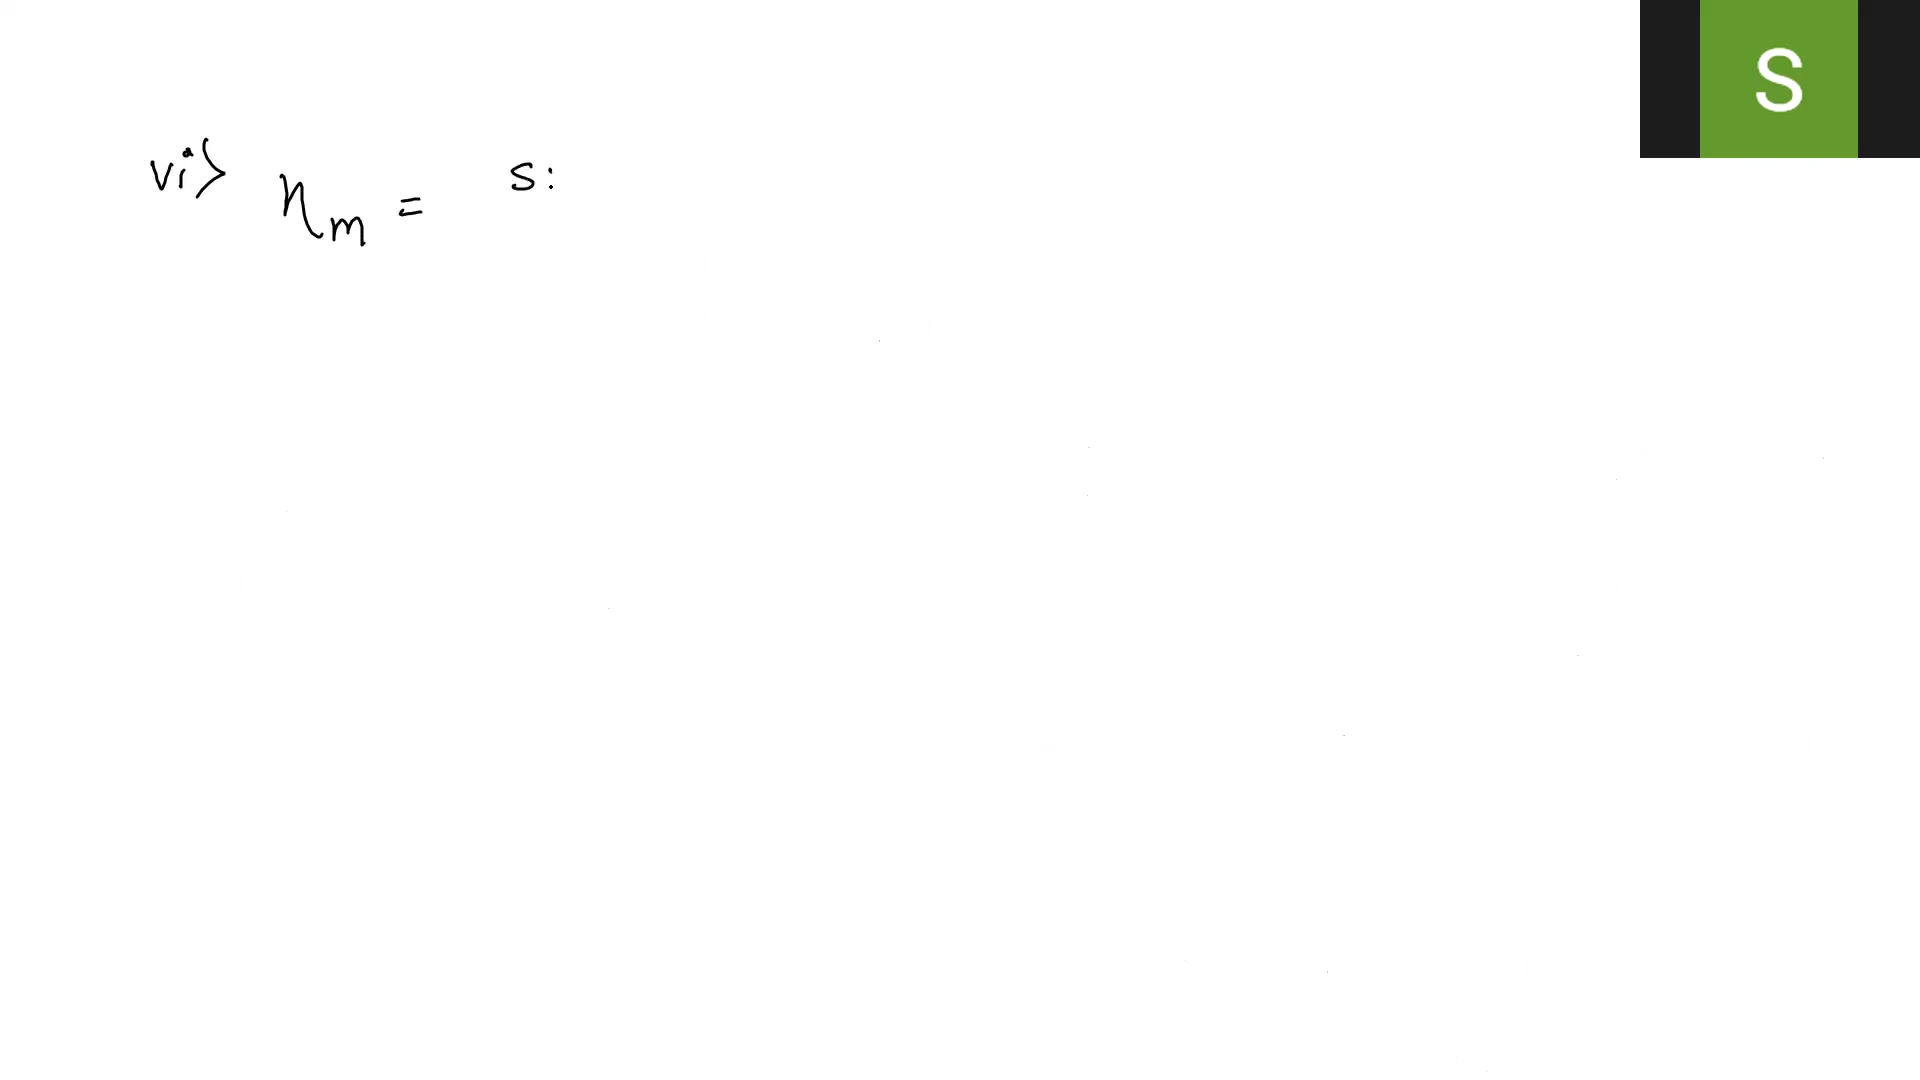 S
vi> η_m = s: